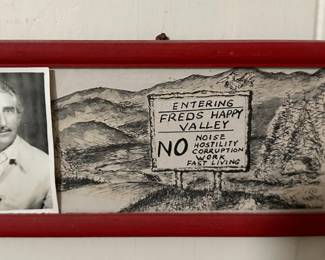 ENTERING
FREDS HAPPY
VALLEY
NO NOISE
HOSTILITY
CORRUPTION
WORK
FAST LIVING